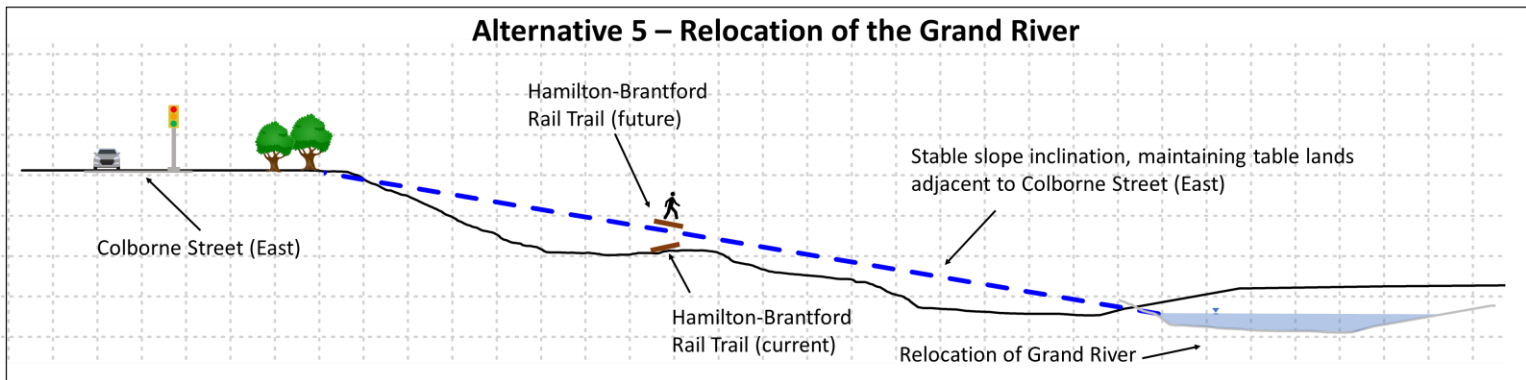 Alternative 5 – Relocation of the Grand River
Hamilton-Brantford
Rail Trail (future)
Stable slope inclination, maintaining table lands
adjacent to Colborne Street (East)
Colborne Street (East)
Hamilton-Brantford
Rail Trail (current)
Relocation of Grand River